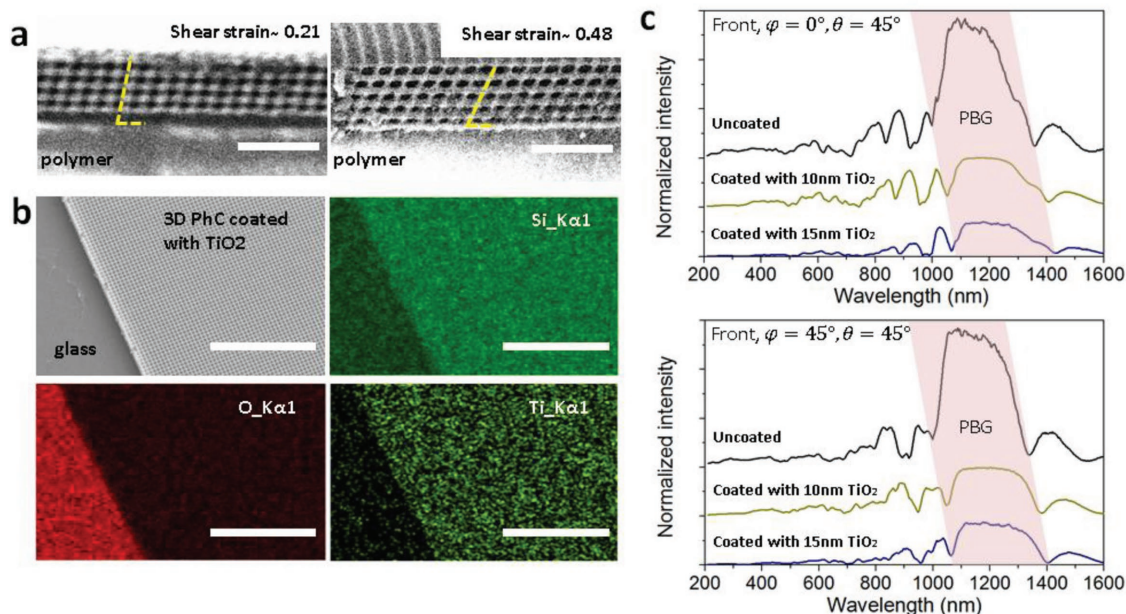 a
Shear strain~ 0.21
polymer
Shear strain~ 0.48
polymer
b
3D PhC coated
with TiO2
glass
Si_Kα1
O_Kα1
Ti_Kα1
c
Front, φ = 0°, θ = 45°
PBG
Uncoated
Coated with 10nm TiO₂
Coated with 15nm TiO₂
Normalized intensity
200 400 600 800 1000 1200 1400 1600
Wavelength (nm)
Front, φ = 45°, θ = 45°
PBG
Uncoated
Coated with 10nm TiO₂
Coated with 15nm TiO₂
Normalized intensity
200 400 600 800 1000 1200 1400 1600
Wavelength (nm)